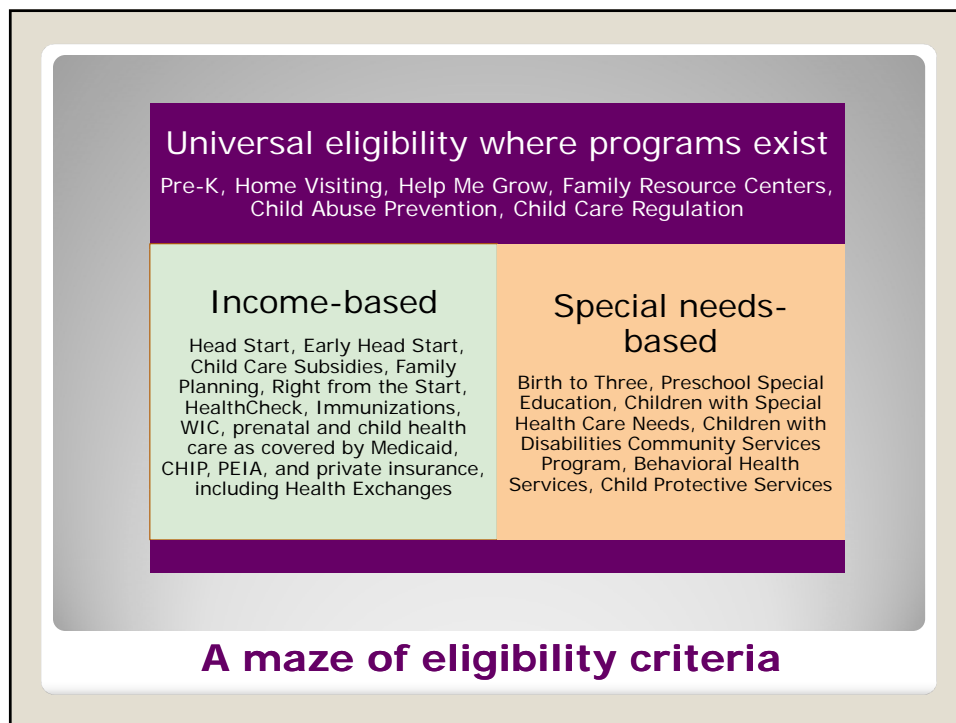 Universal eligibility where programs exist
Pre-K, Home Visiting, Help Me Grow, Family Resource Centers,
Child Abuse Prevention, Child Care Regulation
Income-based
Head Start, Early Head Start,
Child Care Subsidies, Family
Planning, Right from the Start,
HealthCheck, Immunizations,
WIC, prenatal and child health
care as covered by Medicaid,
CHIP, PEIA, and private insurance,
including Health Exchanges
Special needs-
based
Birth to Three, Preschool Special
Education, Children with Special
Health Care Needs, Children with
Disabilities Community Services
Program, Behavioral Health
Services, Child Protective Services
A maze of eligibility criteria